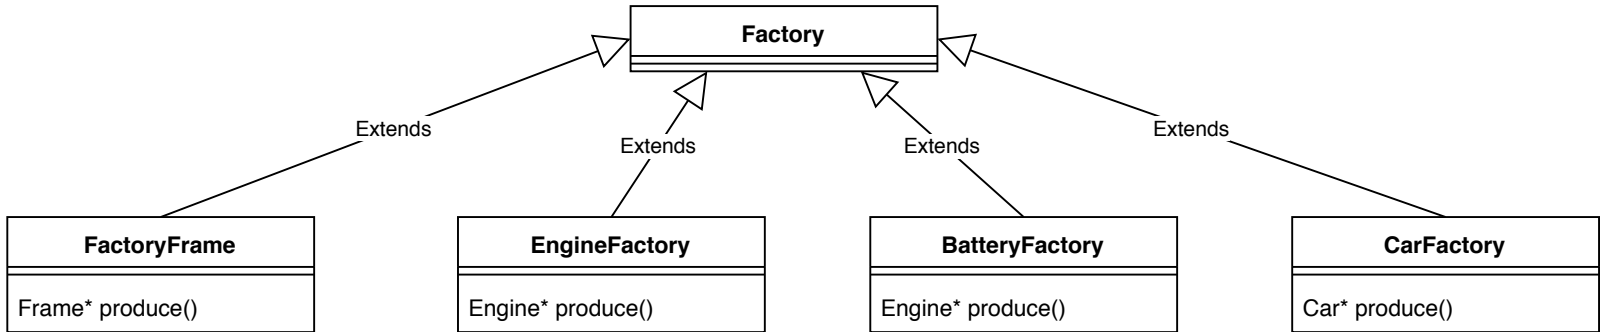 Factory
Extends
Extends
Extends
Extends
FactoryFrame
Frame* produce()
EngineFactory
Engine* produce()
BatteryFactory
Engine* produce()
CarFactory
Car* produce()